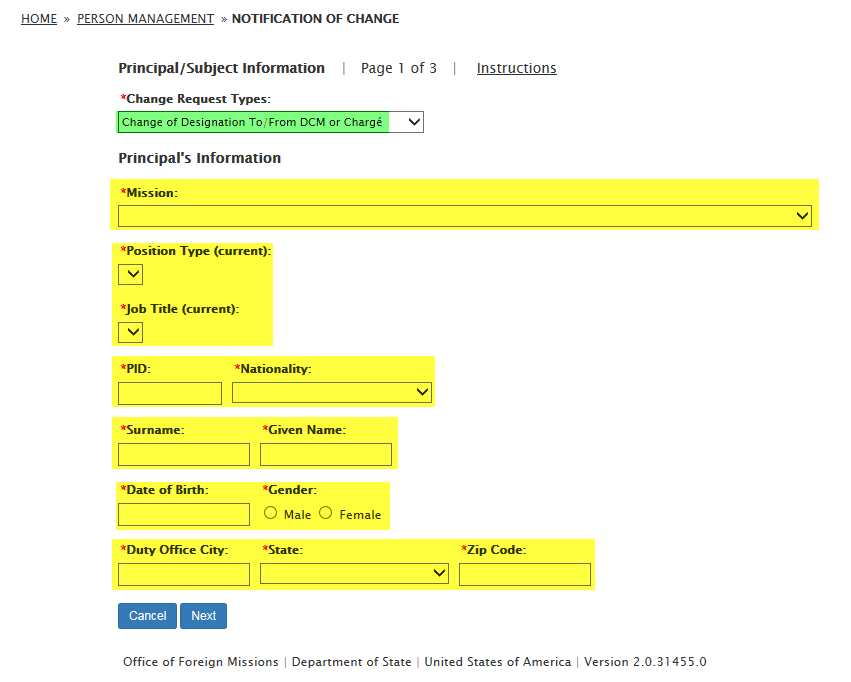 HOME » PERSON MANAGEMENT » NOTIFICATION OF CHANGE
Principal/Subject Information | Page 1 of 3 | Instructions
*Change Request Types:
Change of Designation To/From DCM or Chargé
Principal's Information
*Mission:
*Position Type (current):
*Job Title (current):
*PID: *Nationality:
*Surname: *Given Name:
*Date of Birth: *Gender:
Male Female
*Duty Office City: *State: *Zip Code:
Cancel Next
Office of Foreign Missions | Department of State | United States of America | Version 2.0.31455.0